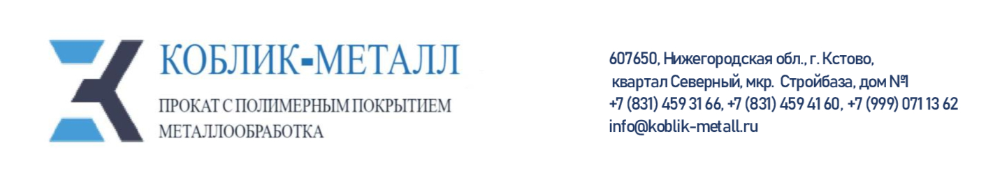 КОБЛИК-МЕТАЛЛ
ПРОКАТ С ПОЛИМЕРНЫМ ПОКРЫТИЕМ
МЕТАЛЛООБРАБОТКА
607650, Нижегородская обл., г. Кстово,
квартал Северный, мкр. Стройбаза, дом №1
+7 (831) 459 31 66, +7 (831) 459 41 60, +7 (999) 071 13 62
info@koblik-metall.ru